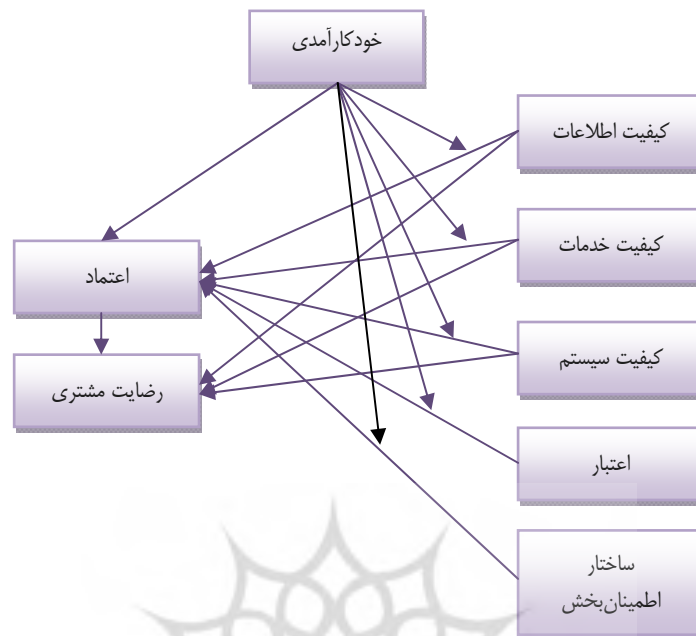 خودکارآمدی
کیفیت اطلاعات
کیفیت خدمات
اعتماد
کیفیت سیستم
رضایت مشتری
اعتبار
ساختار
اطمینان‌بخش